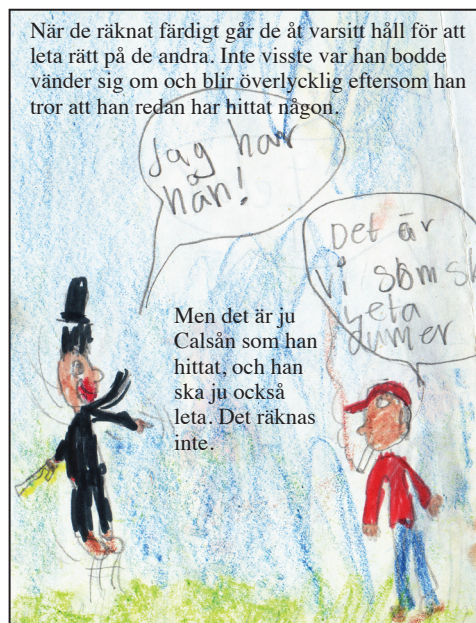 När de räknat färdigt går de åt varsitt håll för att
leta rätt på de andra. Inte visste var han bodde
vänder sig om och blir överlycklig eftersom han
tror att han redan har hittat någon.
Jag har
nån!
Det är
vi som sk
leta
dumer
Men det är ju
Calsån som han
hittat, och han
ska ju också
leta. Det räknas
inte.